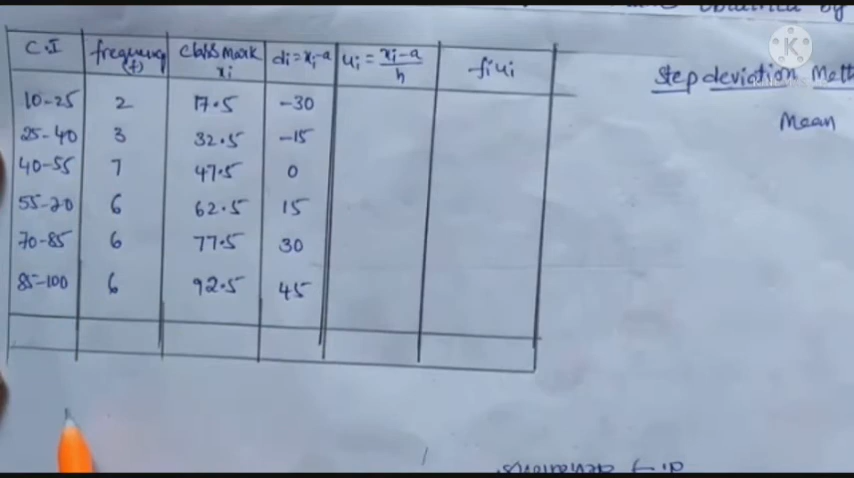 obtained by
C.I frequency (f) class mark xi di = xi-a ui = xi-a/h fiui
10-25 2 17.5 -30
25-40 3 32.5 -15
40-55 7 47.5 0
55-70 6 62.5 15
70-85 6 77.5 30
85-100 6 92.5 45
K
Step deviation Met
Mean